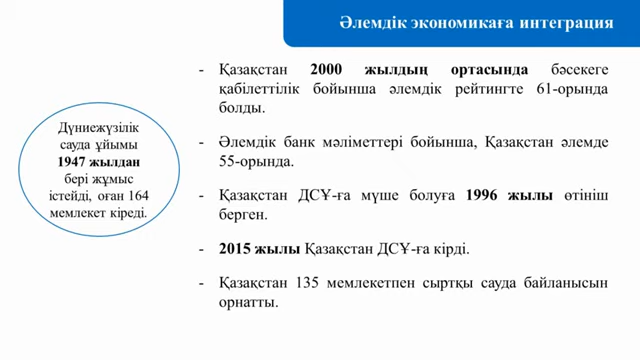 Әлемдік экономикаға интеграция
Дүниежүзілік
сауда ұйымы
1947 жылдан
бері жұмыс
істейді, оған 164
мемлекет кіреді.
- Қазақстан 2000 жылдың ортасында бәсекеге
қабілеттілік бойынша әлемдік рейтингте 61-орында
болды.
- Әлемдік банк мәліметтері бойынша, Қазақстан әлемде
55-орында.
- Қазақстан ДСҰ-ға мүше болуға 1996 жылы өтініш
берген.
- 2015 жылы Қазақстан ДСҰ-ға кірді.
- Қазақстан 135 мемлекетпен сыртқы сауда байланысын
орнатты.